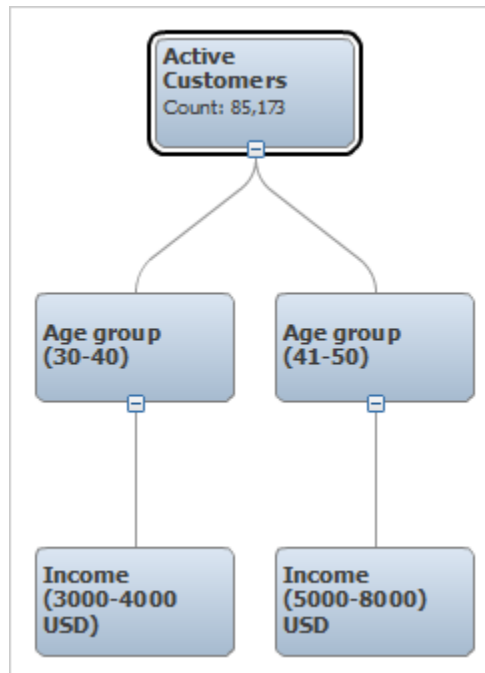 Active
Customers
Count: 85,173
Age group
(30-40)
Age group
(41-50)
Income
(3000-4000
USD)
Income
(5000-8000)
USD